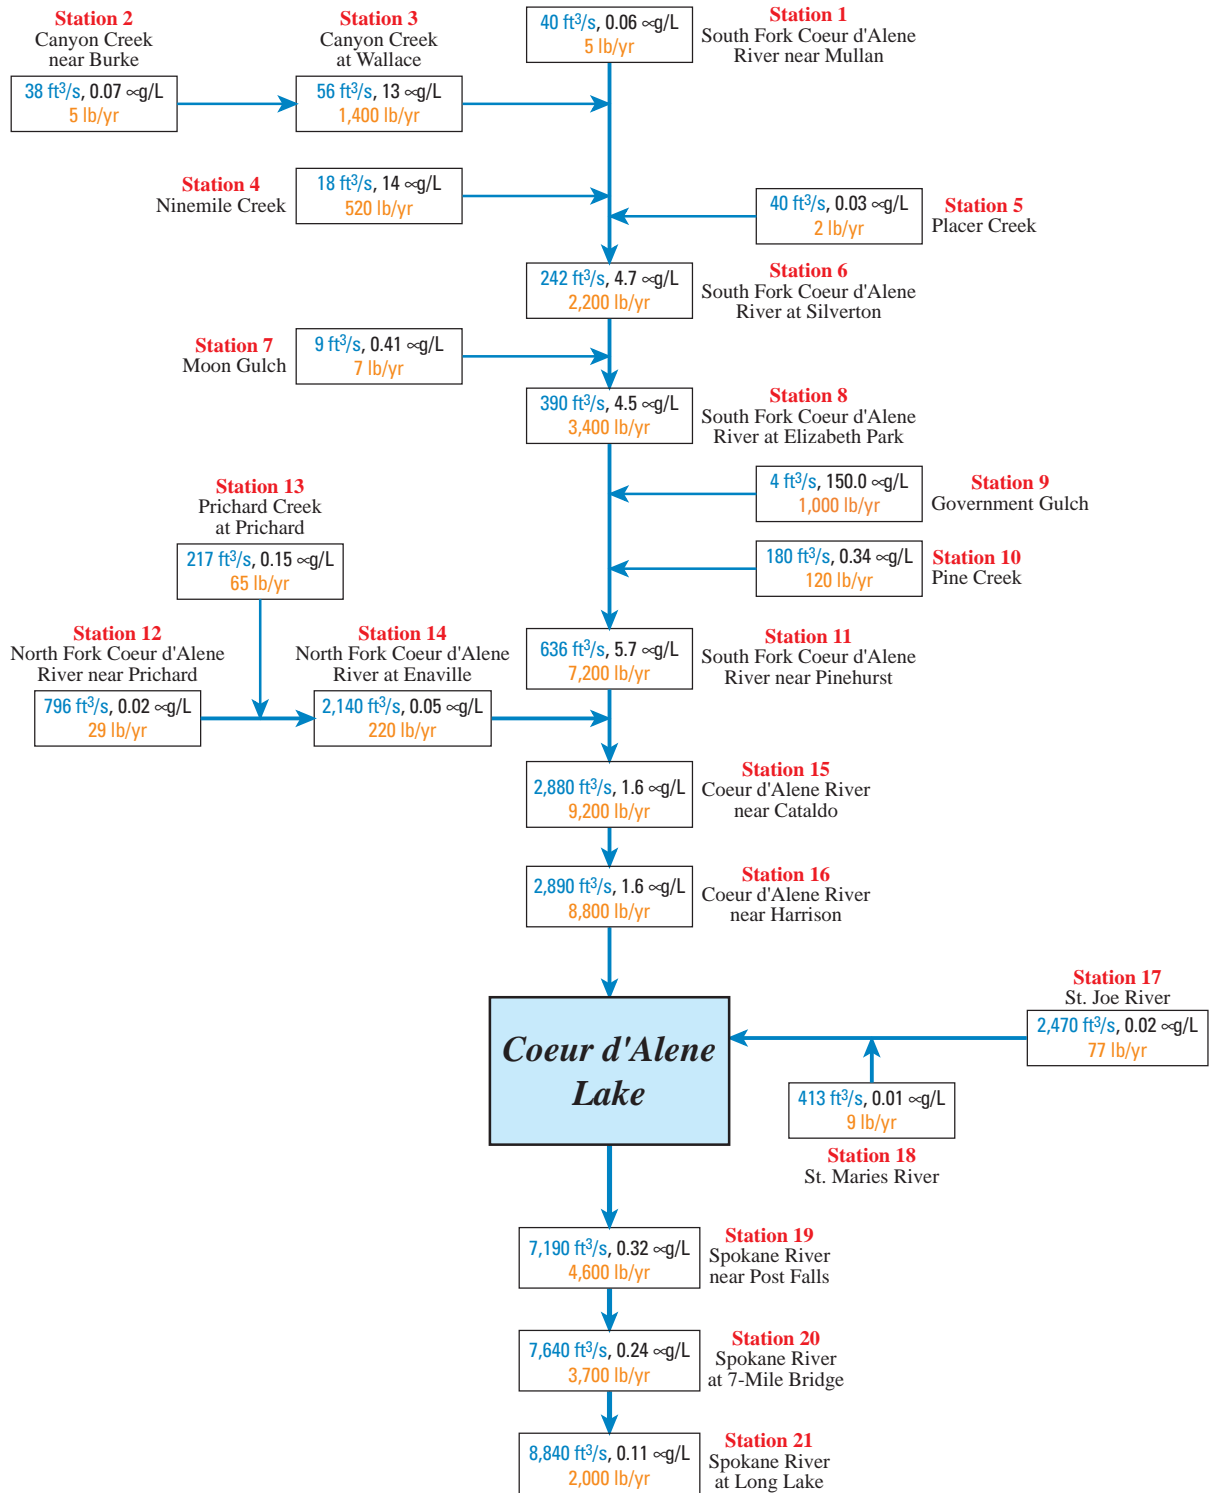 Station 2
Canyon Creek
near Burke
38 ft³/s, 0.07 ∝g/L
5 lb/yr
Station 3
Canyon Creek
at Wallace
56 ft³/s, 13 ∝g/L
1,400 lb/yr
40 ft³/s, 0.06 ∝g/L
5 lb/yr
Station 1
South Fork Coeur d'Alene
River near Mullan
Station 4
Ninemile Creek
18 ft³/s, 14 ∝g/L
520 lb/yr
40 ft³/s, 0.03 ∝g/L
2 lb/yr
Station 5
Placer Creek
242 ft³/s, 4.7 ∝g/L
2,200 lb/yr
Station 6
South Fork Coeur d'Alene
River at Silverton
Station 7
Moon Gulch
9 ft³/s, 0.41 ∝g/L
7 lb/yr
390 ft³/s, 4.5 ∝g/L
3,400 lb/yr
Station 8
South Fork Coeur d'Alene
River at Elizabeth Park
4 ft³/s, 150.0 ∝g/L
1,000 lb/yr
Station 9
Government Gulch
Station 13
Prichard Creek
at Prichard
217 ft³/s, 0.15 ∝g/L
65 lb/yr
180 ft³/s, 0.34 ∝g/L
120 lb/yr
Station 10
Pine Creek
Station 12
North Fork Coeur d'Alene
River near Prichard
796 ft³/s, 0.02 ∝g/L
29 lb/yr
Station 14
North Fork Coeur d'Alene
River at Enaville
2,140 ft³/s, 0.05 ∝g/L
220 lb/yr
636 ft³/s, 5.7 ∝g/L
7,200 lb/yr
Station 11
South Fork Coeur d'Alene
River near Pinehurst
2,880 ft³/s, 1.6 ∝g/L
9,200 lb/yr
Station 15
Coeur d'Alene River
near Cataldo
2,890 ft³/s, 1.6 ∝g/L
8,800 lb/yr
Station 16
Coeur d'Alene River
near Harrison
Coeur d'Alene
Lake
Station 17
St. Joe River
2,470 ft³/s, 0.02 ∝g/L
77 lb/yr
413 ft³/s, 0.01 ∝g/L
9 lb/yr
Station 18
St. Maries River
7,190 ft³/s, 0.32 ∝g/L
4,600 lb/yr
Station 19
Spokane River
near Post Falls
7,640 ft³/s, 0.24 ∝g/L
3,700 lb/yr
Station 20
Spokane River
at 7-Mile Bridge
8,840 ft³/s, 0.11 ∝g/L
2,000 lb/yr
Station 21
Spokane River
at Long Lake